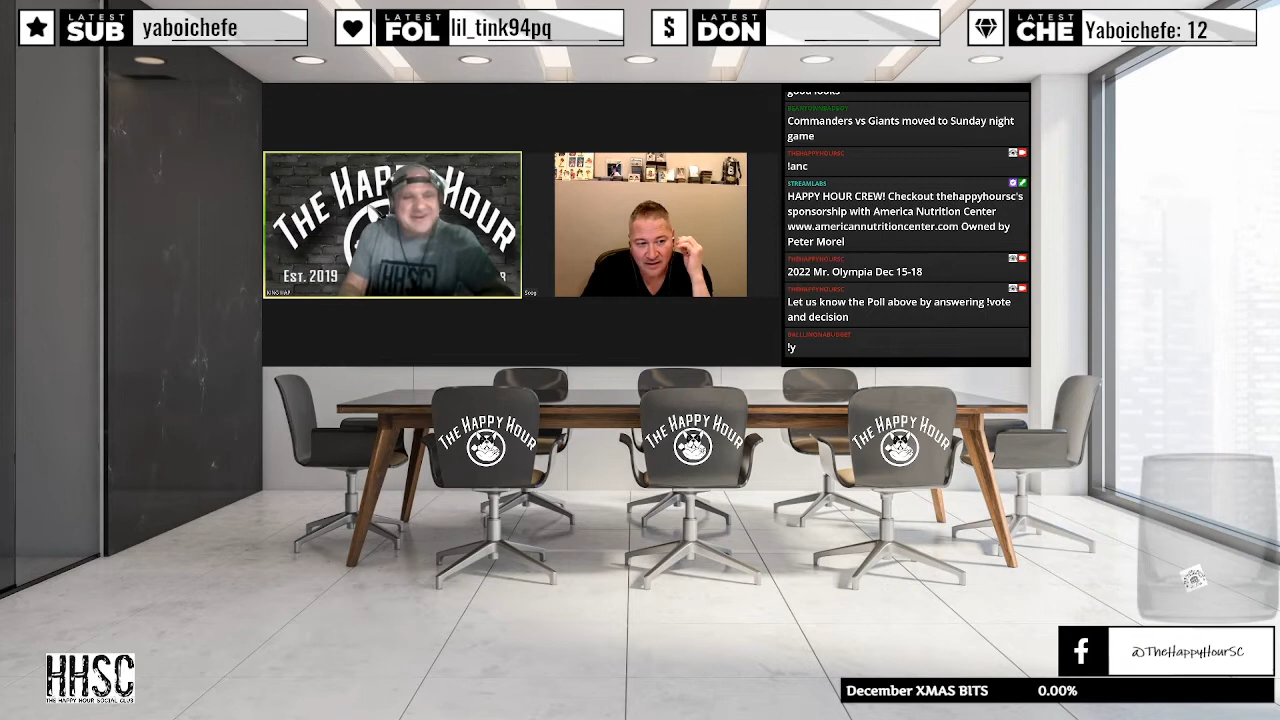 LATEST SUB yaboichefe
LATEST FOL lil_tink94pq
$ LATEST DON
LATEST CHE Yaboichefe: 12
good looks
Commanders vs Giants moved to Sunday night
game
THEHAPPYHOURSC
!anc
STREAMLABS
HAPPY HOUR CREW! Checkout thehappyhoursc's
sponsorship with America Nutrition Center
www.americannutritioncenter.com Owned by
Peter Morel
THEHAPPYHOURSC
2022 Mr. Olympia Dec 15-18
THEHAPPYHOURSC
Let us know the Poll above by answering !vote
and decision
BALLLINONABUDGET
!y
THE HAPPY HOUR
EST. 2019
HHSC
THE HAPPY HOUR
THE HAPPY HOUR
THE HAPPY HOUR
HHSC
THE HAPPY HOUR SOCIAL CLUB
f @TheHappyHourSC
December XMAS BITS 0.00%